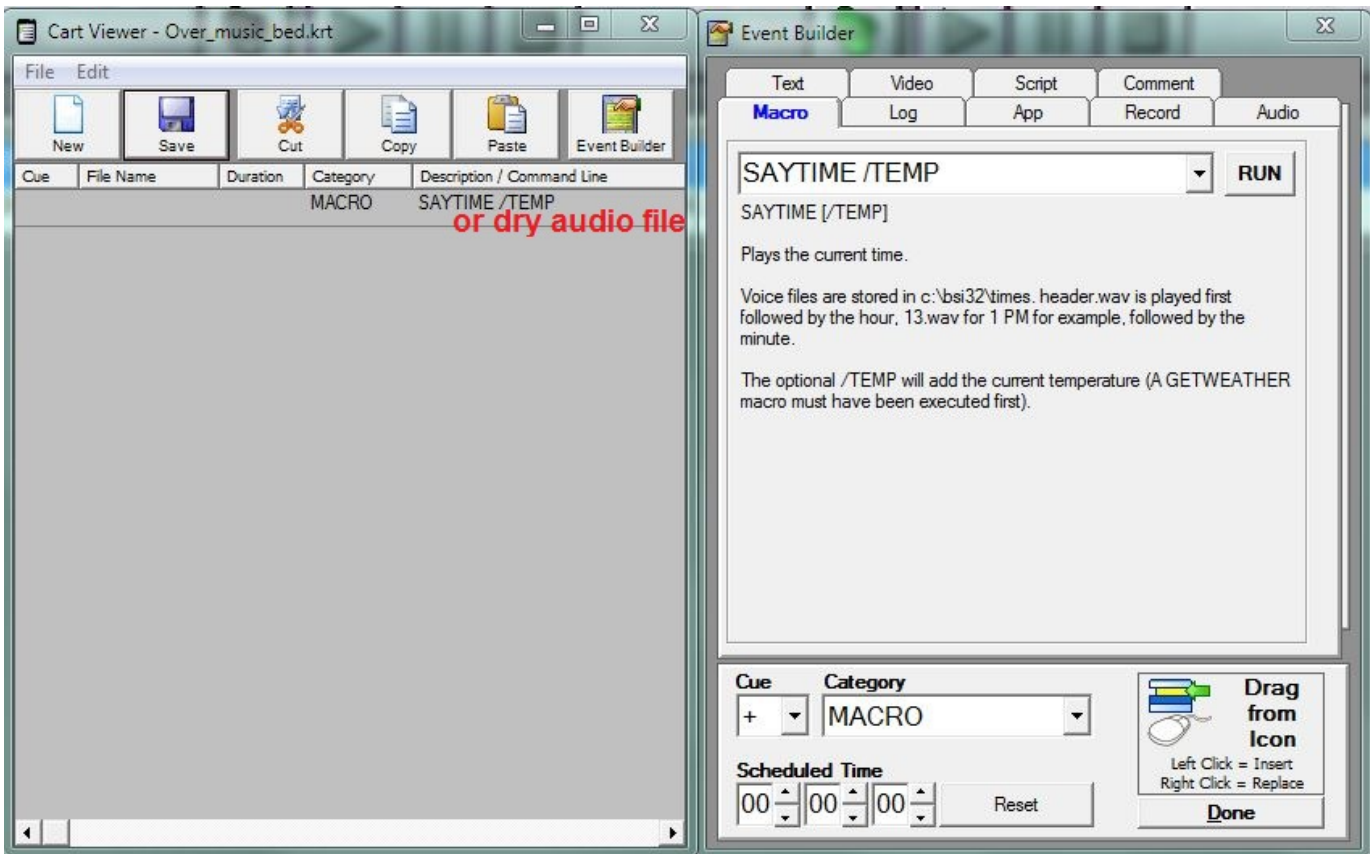 Cart Viewer - Over_music_bed.krt
File Edit
New Save Cut Copy Paste Event Builder
Cue File Name Duration Category Description / Command Line
MACRO SAYTIME /TEMP
or dry audio file
Event Builder
Text Video Script Comment
Macro Log App Record Audio
SAYTIME /TEMP RUN
SAYTIME [/TEMP]
Plays the current time.
Voice files are stored in c:\bsi32\times. header.wav is played first
followed by the hour, 13.wav for 1 PM for example, followed by the
minute.
The optional /TEMP will add the current temperature (A GETWEATHER
macro must have been executed first).
Cue Category
+ MACRO
Scheduled Time
00 00 00 Reset
Drag
from
Icon
Left Click = Insert
Right Click = Replace
Done